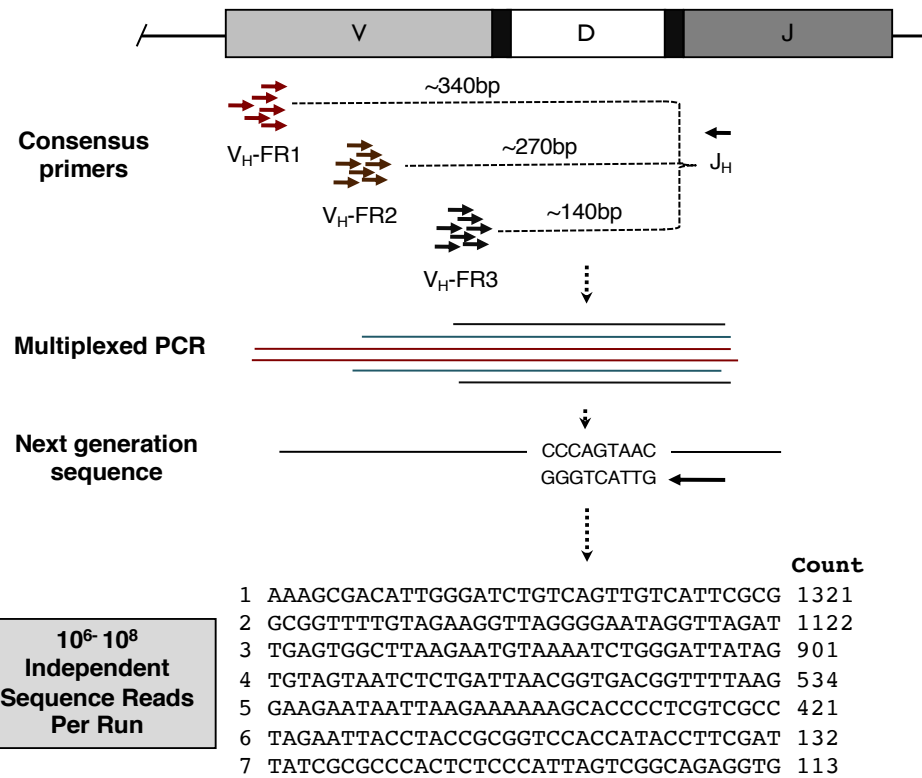 V D J
~340bp
Consensus primers
VH-FR1
~270bp
JH
VH-FR2
~140bp
VH-FR3
Multiplexed PCR
Next generation sequence
CCCAGTAAC
GGGTCATTG
Count
1 AAAGCGACATTGGGATCTGTCAGTTGTCATTCGCG 1321
2 GCGGTTTTGTAGAAGGTTAGGGGAATAGGTTAGAT 1122
3 TGAGTGGCTTAAGAATGTAAAATCTGGGATTATAG 901
4 TGTAGTAATCTCTGATTAACGGTGACGGTTTTAAG 534
5 GAAGAATAATTAAGAAAAAAGCACCCCTCGTCGCC 421
6 TAGAATTACCTACCGCGGTCCACCATACCTTCGAT 132
7 TATCGCGCCCACTCTCCCATTAGTCGGCAGAGGTG 113
10⁶⁻ 10⁸
Independent
Sequence Reads
Per Run